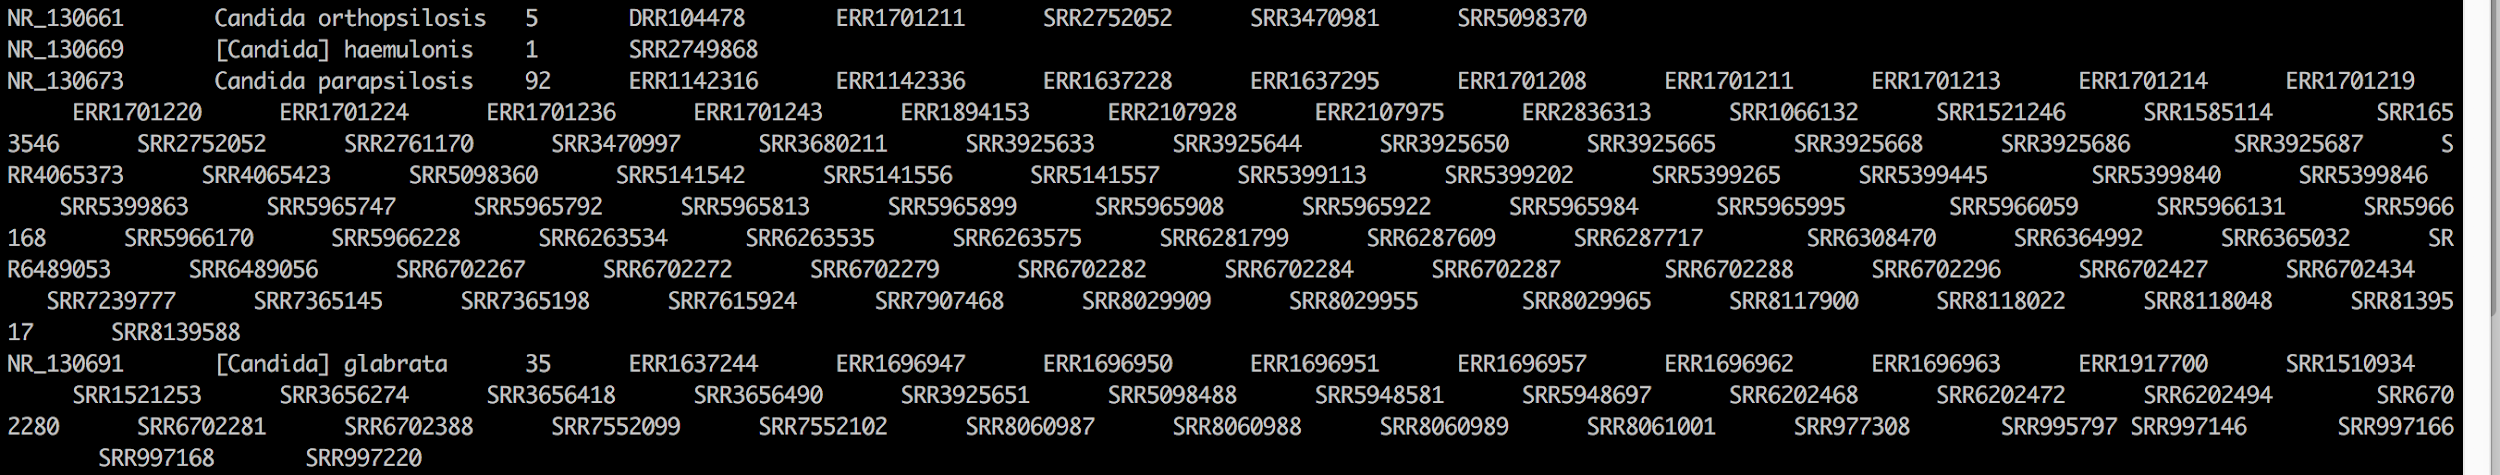 NR_130661 Candida orthopsilosis 5 DRR104478 ERR1701211 SRR2752052 SRR3470981 SRR5098370
NR_130669 [Candida] haemulonis 1 SRR2749868
NR_130673 Candida parapsilosis 92 ERR1142316 ERR1142336 ERR1637228 ERR1637295 ERR1701208 ERR1701211 ERR1701213 ERR1701214 ERR1701219
ERR1701220 ERR1701224 ERR1701236 ERR1701243 ERR1894153 ERR2107928 ERR2107975 ERR2836313 SRR1066132 SRR1521246 SRR1585114 SRR165
3546 SRR2752052 SRR2761170 SRR3470997 SRR3680211 SRR3925633 SRR3925644 SRR3925650 SRR3925665 SRR3925668 SRR3925686 SRR3925687 S
RR4065373 SRR4065423 SRR5098360 SRR5141542 SRR5141556 SRR5141557 SRR5399113 SRR5399202 SRR5399265 SRR5399445 SRR5399840 SRR5399846
SRR5399863 SRR5965747 SRR5965792 SRR5965813 SRR5965899 SRR5965908 SRR5965922 SRR5965984 SRR5965995 SRR5966059 SRR5966131 SRR5966
168 SRR5966170 SRR5966228 SRR6263534 SRR6263535 SRR6263575 SRR6281799 SRR6287609 SRR6287717 SRR6308470 SRR6364992 SRR6365032 SR
R6489053 SRR6489056 SRR6702267 SRR6702272 SRR6702279 SRR6702282 SRR6702284 SRR6702287 SRR6702288 SRR6702296 SRR6702427 SRR6702434
SRR7239777 SRR7365145 SRR7365198 SRR7615924 SRR7907468 SRR8029909 SRR8029955 SRR8029965 SRR8117900 SRR8118022 SRR8118048 SRR81395
17 SRR8139588
NR_130691 [Candida] glabrata 35 ERR1637244 ERR1696947 ERR1696950 ERR1696951 ERR1696957 ERR1696962 ERR1696963 ERR1917700 SRR1510934
SRR1521253 SRR3656274 SRR3656418 SRR3656490 SRR3925651 SRR5098488 SRR5948581 SRR5948697 SRR6202468 SRR6202472 SRR6202494 SRR670
2280 SRR6702281 SRR6702388 SRR7552099 SRR7552102 SRR8060987 SRR8060988 SRR8060989 SRR8061001 SRR977308 SRR995797 SRR997146 SRR997166
SRR997168 SRR997220